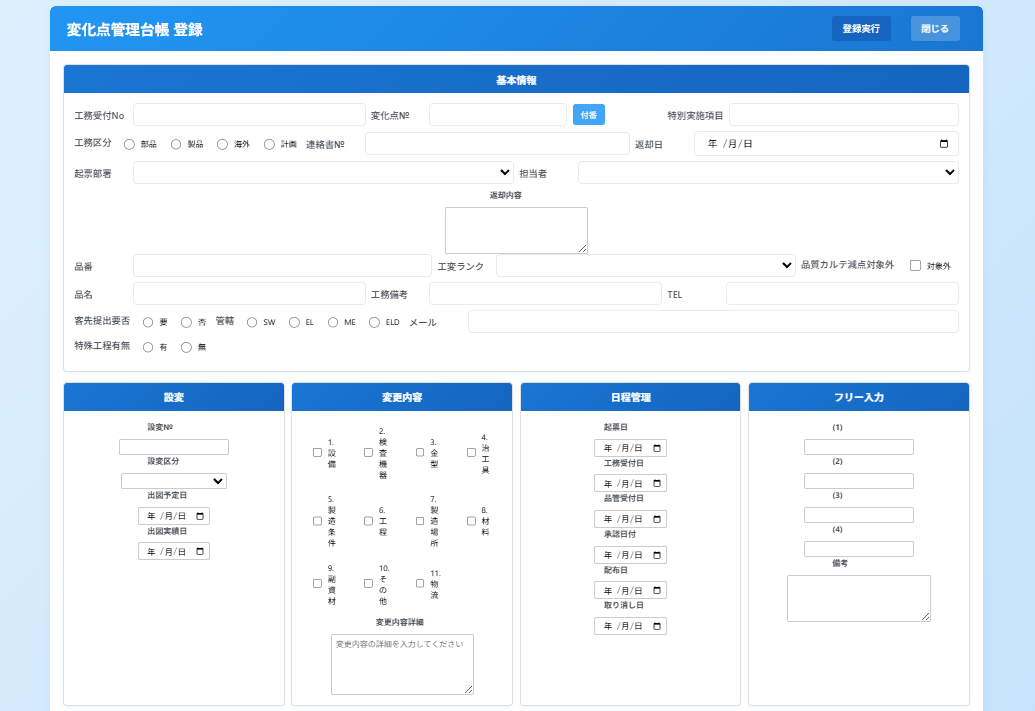 変化点管理台帳 登録
登録実行 閉じる
基本情報
工務受付No 変化点№ 付番 特別実施項目
工務区分 部品 製品 海外 計画 連絡書№ 返却日 年 /月/日
起票部署 担当者
返却内容
品番 工変ランク 品質カルテ減点対象外 対象外
品名 工務備考 TEL
客先提出要否 要 否 管轄 SW EL ME ELD メール
特殊工程有無 有 無
設変
設変№
設変区分
出図予定日
年 /月/日
出図実績日
年 /月/日
変更内容
1. 設備
2. 検査機器
3. 金型
4. 治工具
5. 製造条件
6. 工程
7. 製造場所
8. 材料
9. 副資材
10. その他
11. 物流
変更内容詳細
変更内容の詳細を入力してください
日程管理
起票日
年 /月/日
工務受付日
年 /月/日
品管受付日
年 /月/日
承認日付
年 /月/日
配布日
年 /月/日
取り消し日
年 /月/日
フリー入力
(1)
(2)
(3)
(4)
備考